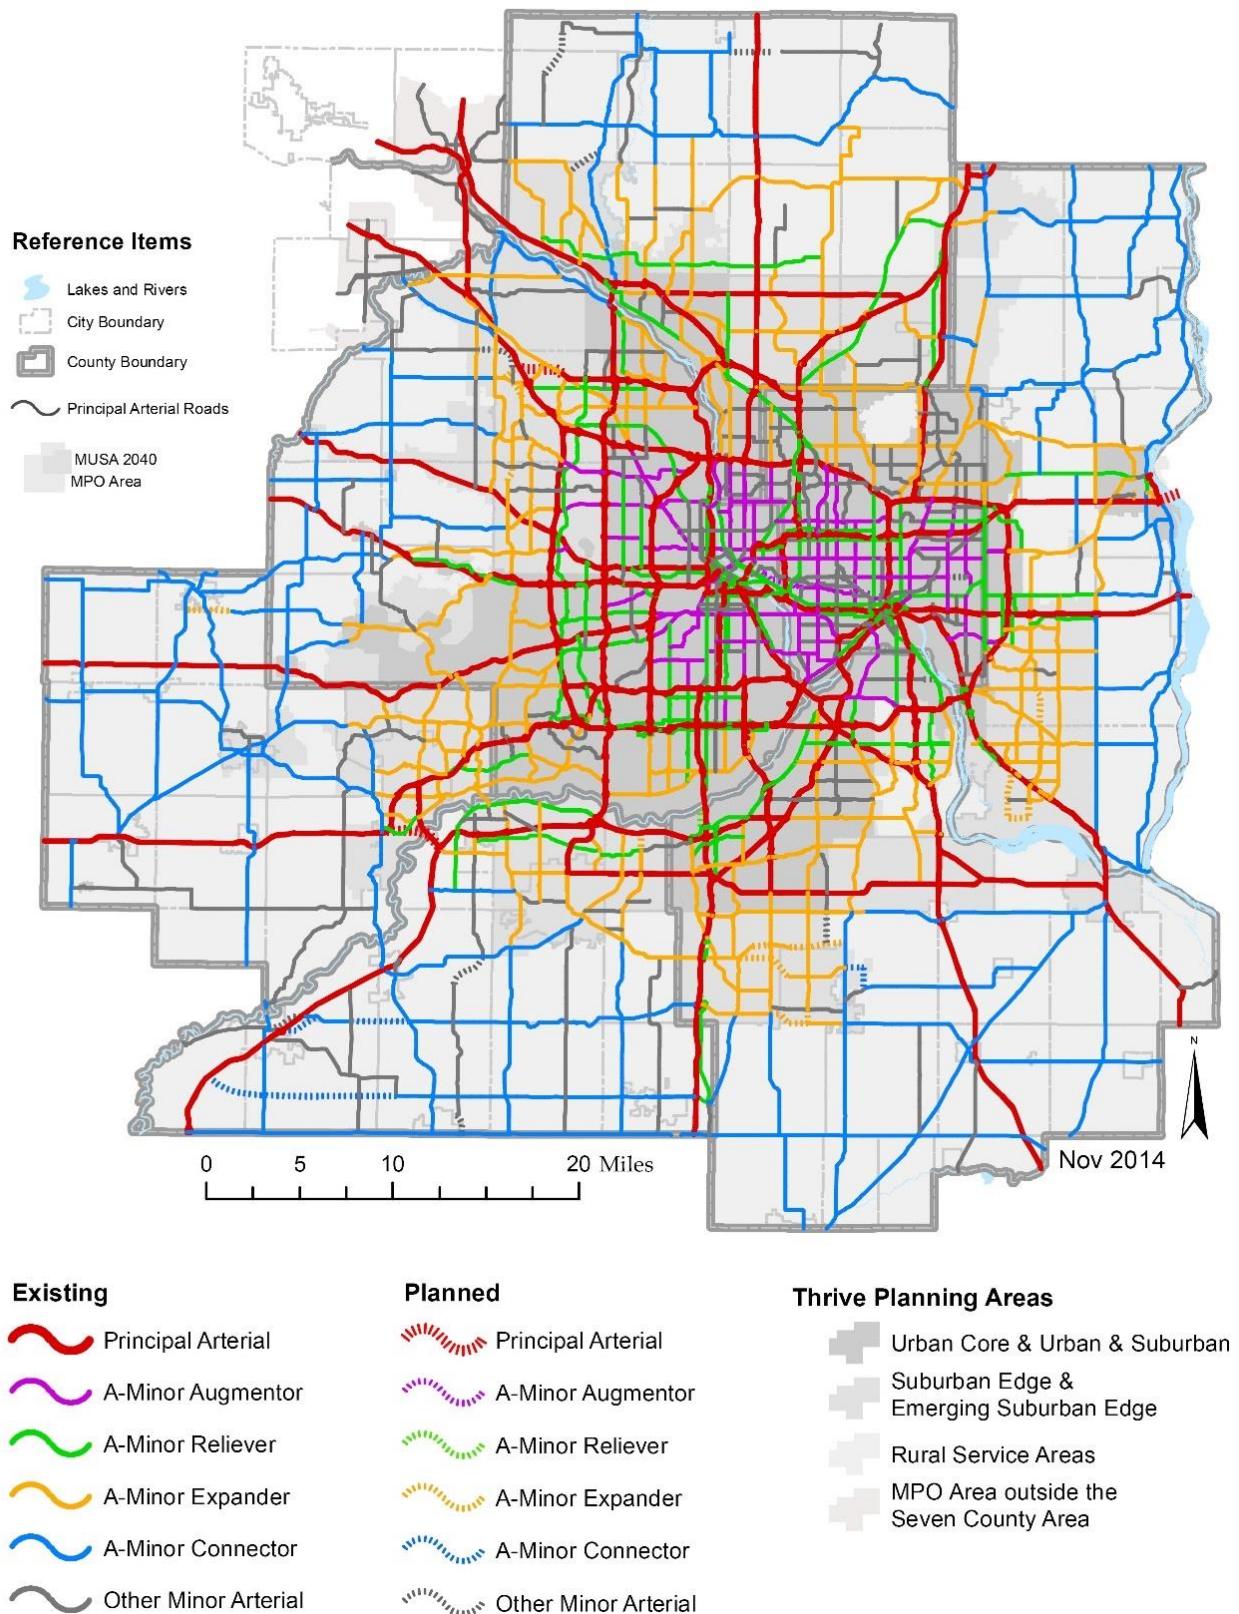 Reference Items
Lakes and Rivers
City Boundary
County Boundary
Principal Arterial Roads
MUSA 2040
MPO Area
N
0 5 10 20 Miles
Nov 2014
Existing
Principal Arterial
A-Minor Augmentor
A-Minor Reliever
A-Minor Expander
A-Minor Connector
Other Minor Arterial
Planned
Principal Arterial
A-Minor Augmentor
A-Minor Reliever
A-Minor Expander
A-Minor Connector
Other Minor Arterial
Thrive Planning Areas
Urban Core & Urban & Suburban
Suburban Edge &
Emerging Suburban Edge
Rural Service Areas
MPO Area outside the
Seven County Area